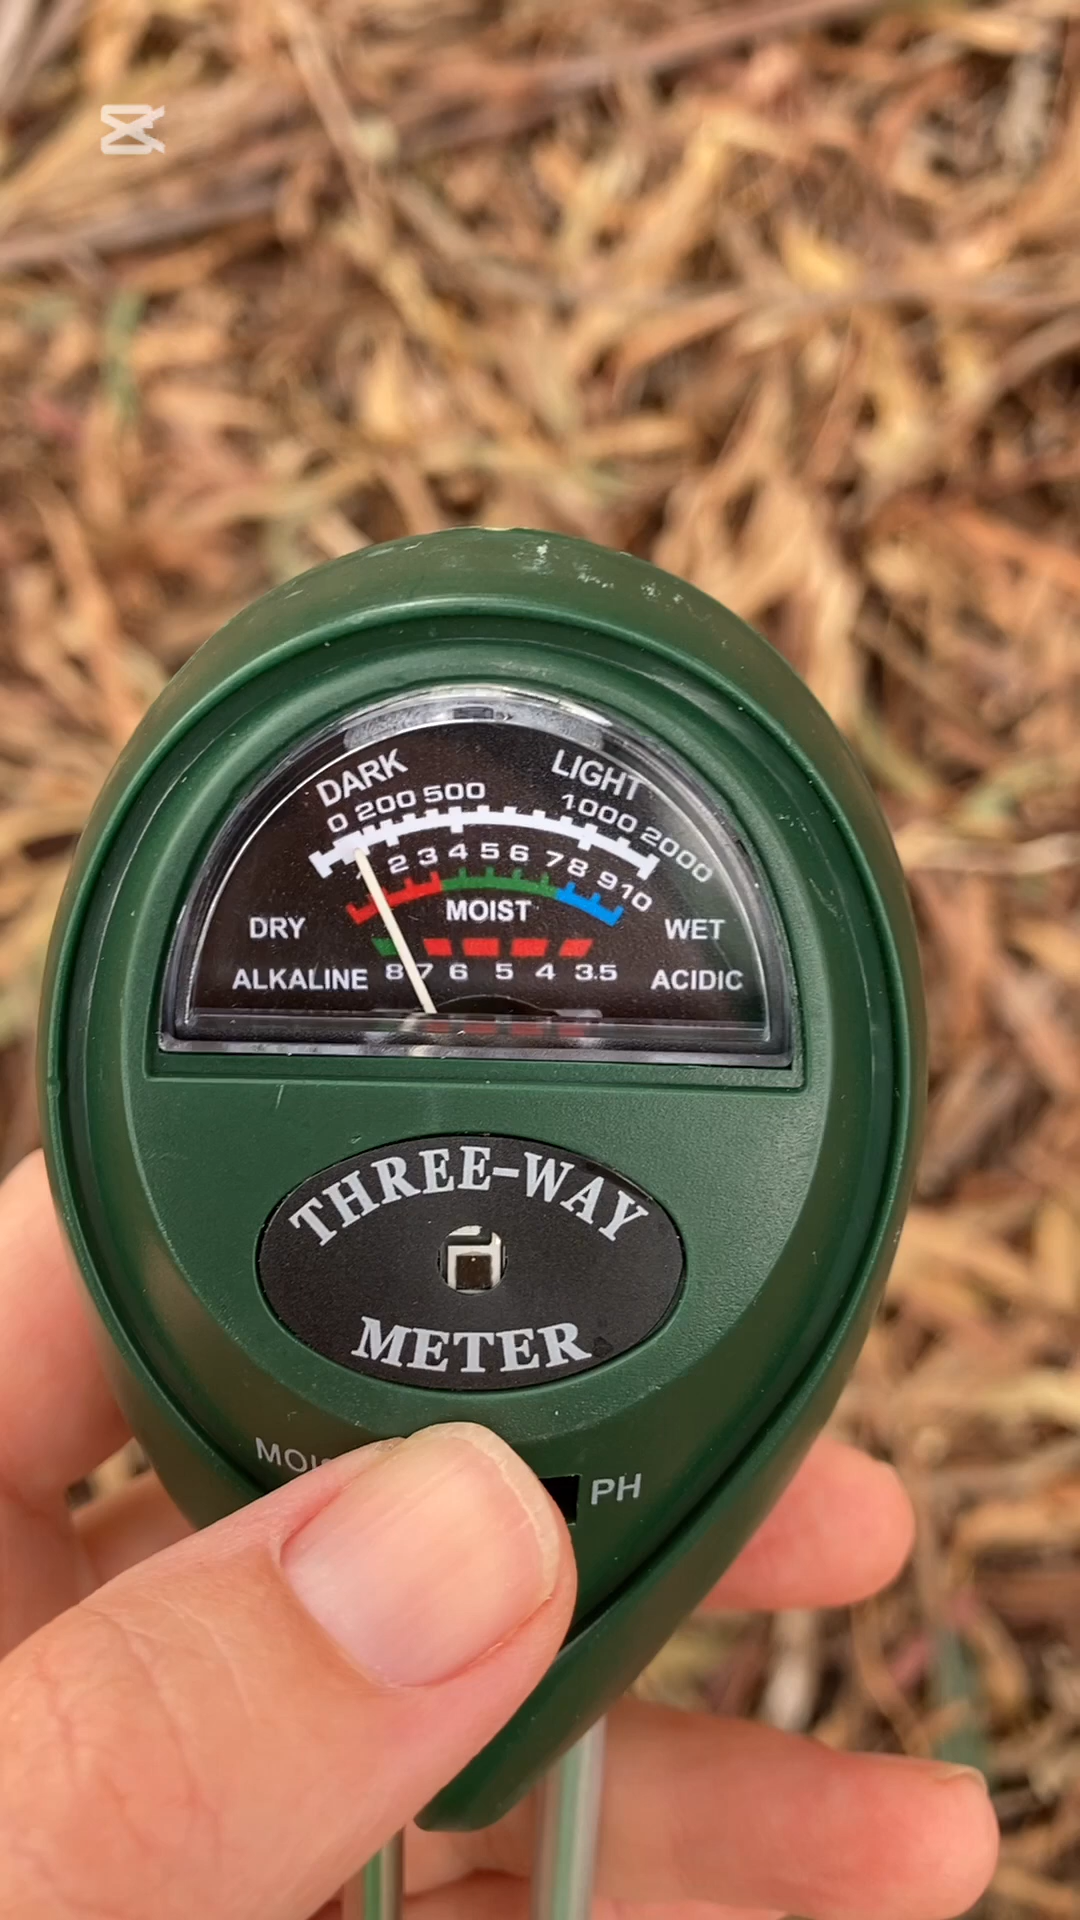 DARK LIGHT
0 200 500 1000 2000
2 3 4 5 6 7 8 9 10
DRY MOIST WET
ALKALINE 8 7 6 5 4 3.5 ACIDIC
THREE-WAY
METER
PH